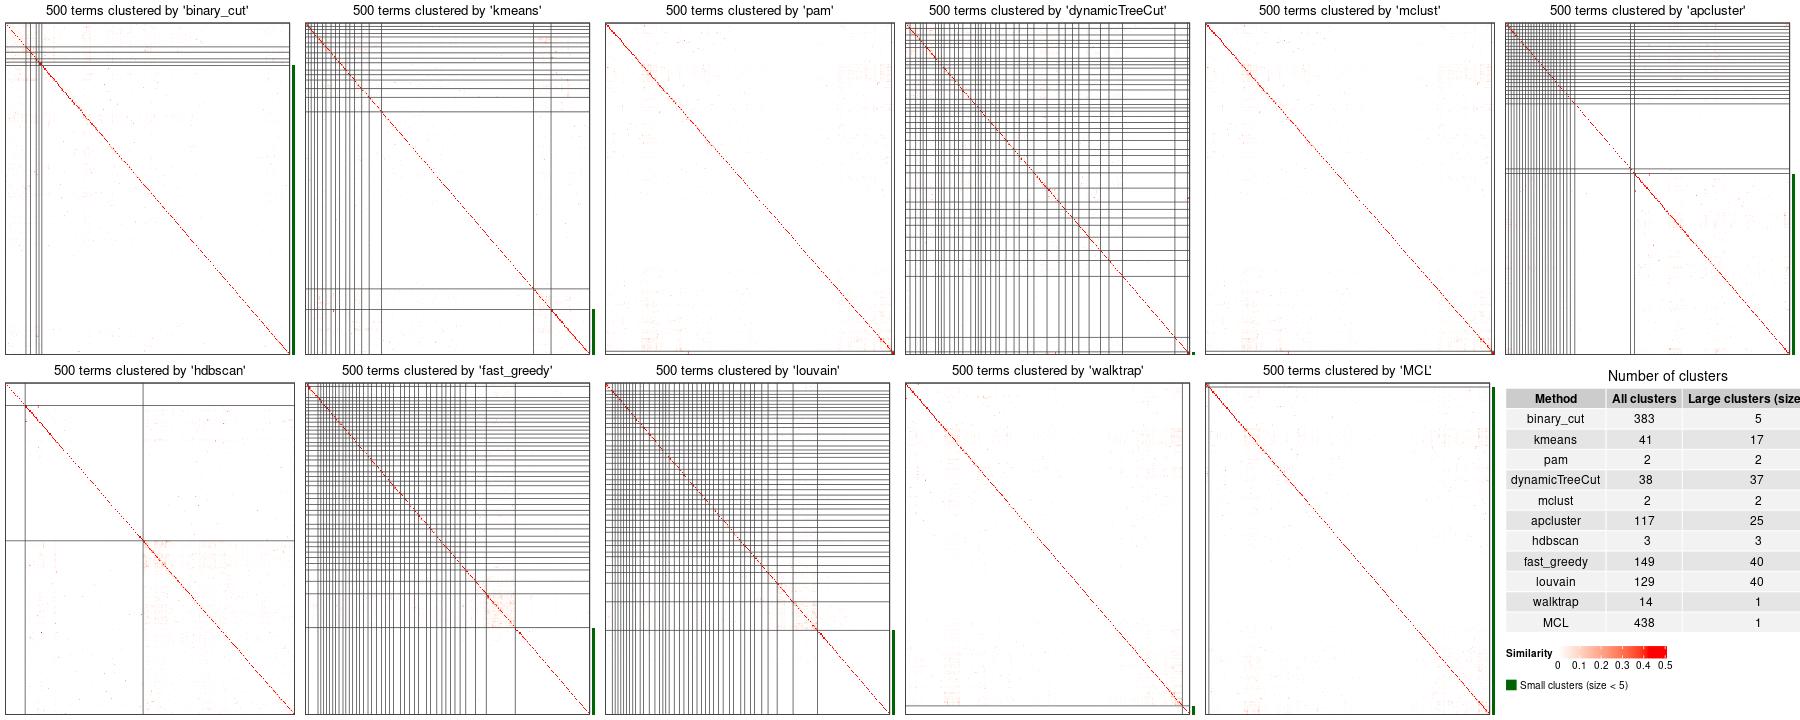 500 terms clustered by 'binary_cut'
500 terms clustered by 'kmeans'
500 terms clustered by 'pam'
500 terms clustered by 'dynamicTreeCut'
500 terms clustered by 'mclust'
500 terms clustered by 'apcluster'
500 terms clustered by 'hdbscan'
500 terms clustered by 'fast_greedy'
500 terms clustered by 'louvain'
500 terms clustered by 'walktrap'
500 terms clustered by 'MCL'
Number of clusters
Method All clusters Large clusters (size
binary_cut 383 5
kmeans 41 17
pam 2 2
dynamicTreeCut 38 37
mclust 2 2
apcluster 117 25
hdbscan 3 3
fast_greedy 149 40
louvain 129 40
walktrap 14 1
MCL 438 1
Similarity
0 0.1 0.2 0.3 0.4 0.5
Small clusters (size < 5)